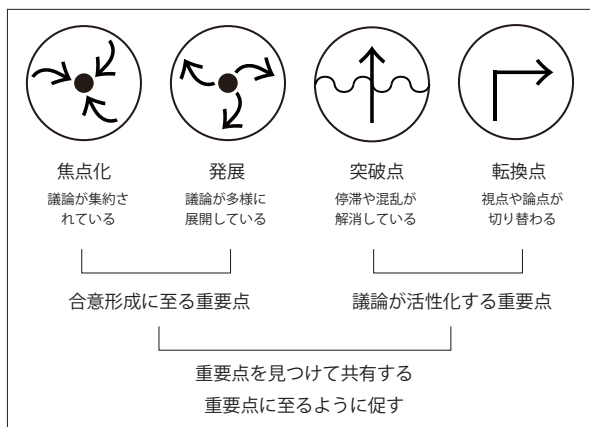 焦点化
発展
突破点
転換点
議論が集約さ
れている
議論が多様に
展開している
停滞や混乱が
解消している
視点や論点が
切り替わる
合意形成に至る重要点
議論が活性化する重要点
重要点を見つけて共有する
重要点に至るように促す